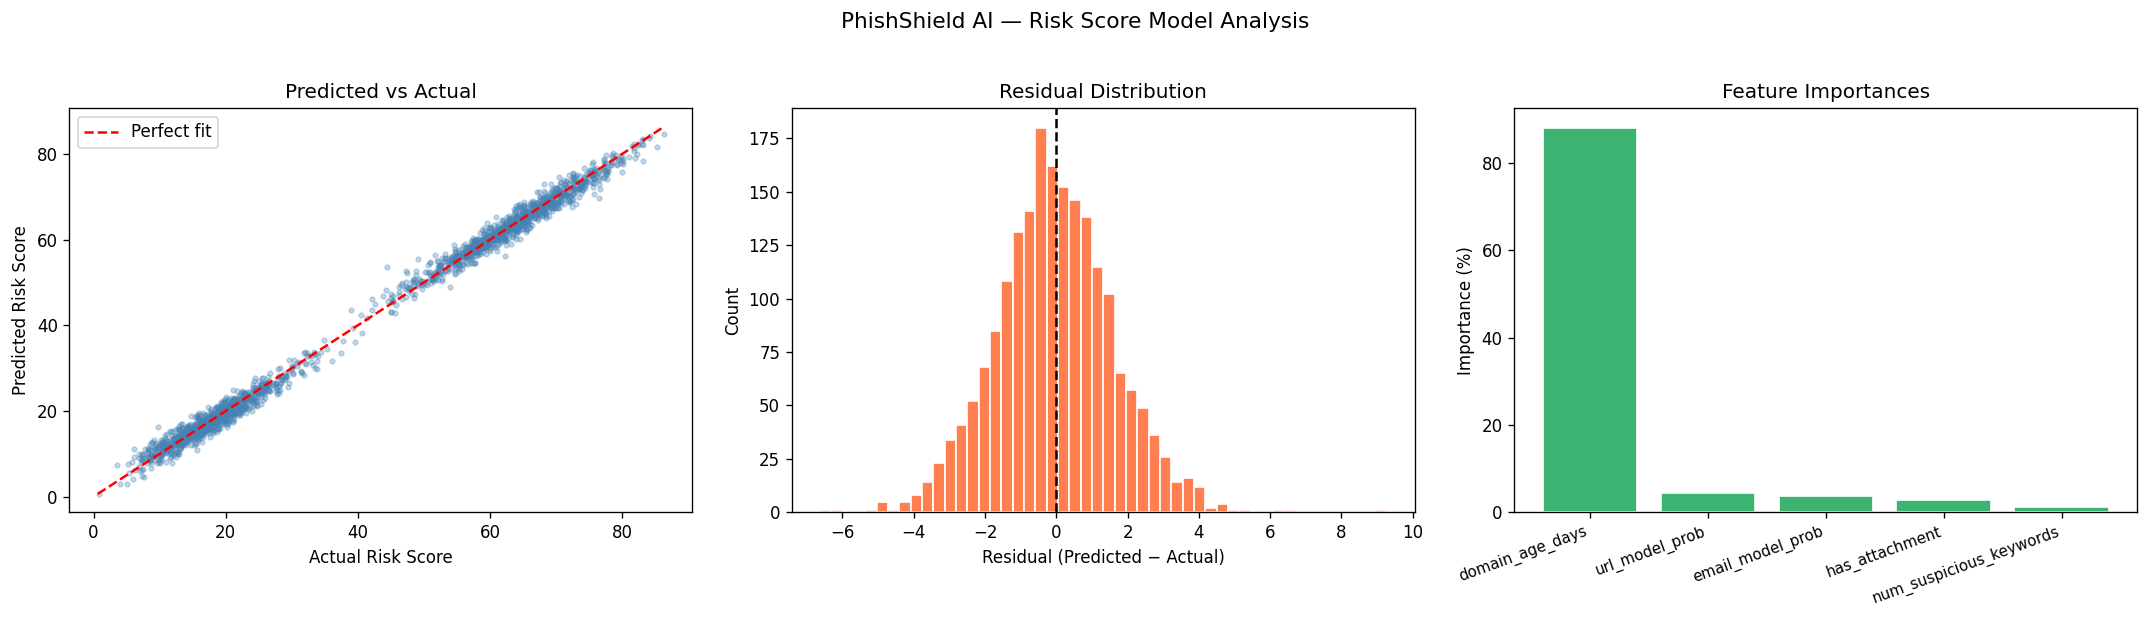 PhishShield AI — Risk Score Model Analysis
Predicted vs Actual
Perfect fit
Predicted Risk Score
80
60
40
20
0
0 20 40 60 80
Actual Risk Score
Residual Distribution
Count
175
150
125
100
75
50
25
0
−6 −4 −2 0 2 4 6 8 10
Residual (Predicted − Actual)
Feature Importances
Importance (%)
80
60
40
20
0
domain_age_days
url_model_prob
email_model_prob
has_attachment
num_suspicious_keywords